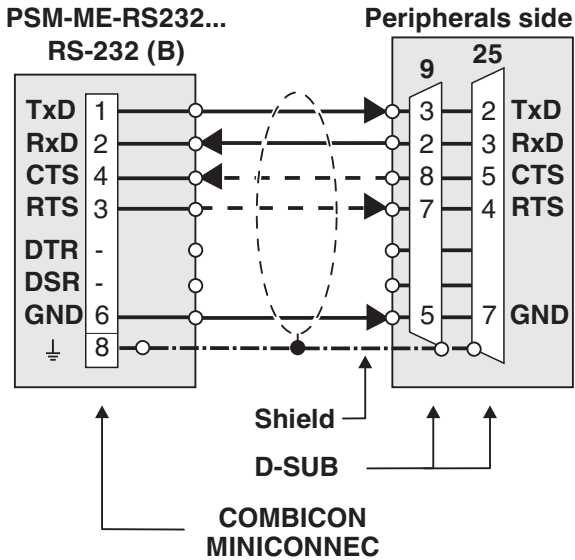 PSM-ME-RS232...
RS-232 (B)
Peripherals side
9
25
TxD 1 3 2 TxD
RxD 2 2 3 RxD
CTS 4 8 5 CTS
RTS 3 7 4 RTS
DTR -
DSR -
GND 6 5 7 GND
8
Shield
D-SUB
COMBICON
MINICONNEC